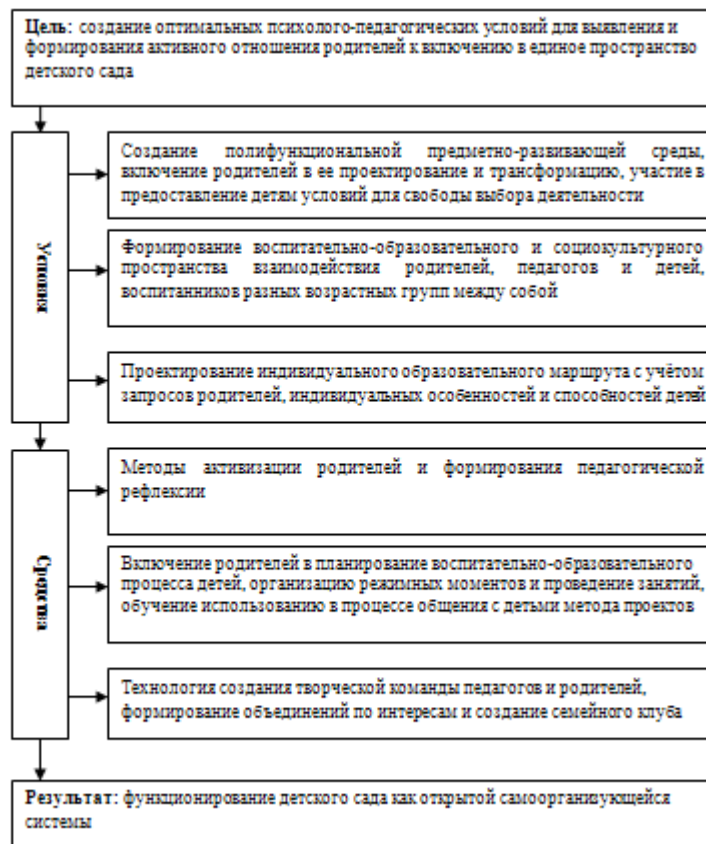 Цель: создание оптимальных психолого-педагогических условий для выявления и
формирования активного отношения родителей к включению в единое пространство
детского сада
Условия
Создание полифункциональной предметно-развивающей среды,
включение родителей в ее проектирование и трансформацию, участие в
предоставление детям условий для свободы выбора деятельности
Формирование воспитательно-образовательного и социокультурного
пространства взаимодействия родителей, педагогов и детей,
воспитанников разных возрастных групп между собой
Проектирование индивидуального образовательного маршрута с учётом
запросов родителей, индивидуальных особенностей и способностей детей
Средства
Методы активизации родителей и формирования педагогической
рефлексии
Включение родителей в планирование воспитательно-образовательного
процесса детей, организацию режимных моментов и проведение занятий,
обучение использованию в процессе общения с детьми метода проектов
Технология создания творческой команды педагогов и родителей,
формирование объединений по интересам и создание семейного клуба
Результат: функционирование детского сада как открытой самоорганизующейся
системы